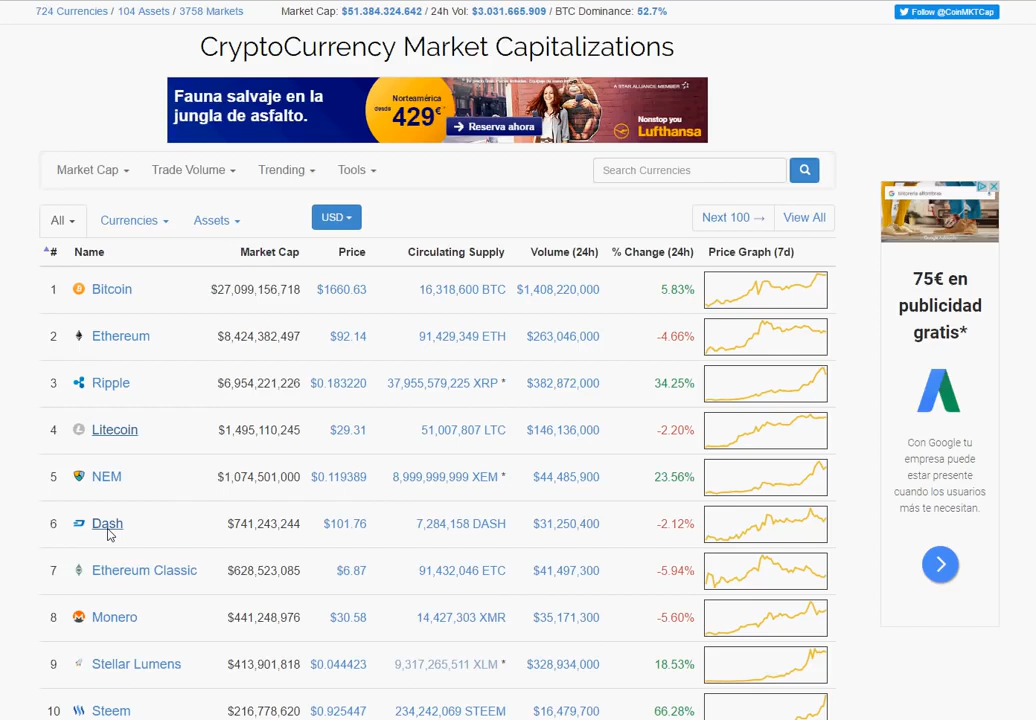 724 Currencies / 104 Assets / 3758 Markets
Market Cap: $51.384.324.642 / 24h Vol: $3.031.665.909 / BTC Dominance: 52.7%
Follow @CoinMKTCap
CryptoCurrency Market Capitalizations
Fauna salvaje en la
jungla de asfalto.
Norteamérica
desde 429€
→ Reserva ahora
A STAR ALLIANCE MEMBER
Nonstop you
Lufthansa
Market Cap Trade Volume Trending Tools
Search Currencies
All Currencies Assets USD Next 100 → View All
# Name Market Cap Price Circulating Supply Volume (24h) % Change (24h) Price Graph (7d)
1 Bitcoin $27,099,156,718 $1660.63 16,318,600 BTC $1,408,220,000 5.83%
2 Ethereum $8,424,382,497 $92.14 91,429,349 ETH $263,046,000 -4.66%
3 Ripple $6,954,221,226 $0.183220 37,955,579,225 XRP * $382,872,000 34.25%
4 Litecoin $1,495,110,245 $29.31 51,007,807 LTC $146,136,000 -2.20%
5 NEM $1,074,501,000 $0.119389 8,999,999,999 XEM * $44,485,900 23.56%
6 Dash $741,243,244 $101.76 7,284,158 DASH $31,250,400 -2.12%
7 Ethereum Classic $628,523,085 $6.87 91,432,046 ETC $41,497,300 -5.94%
8 Monero $441,248,976 $30.58 14,427,303 XMR $35,171,300 -5.60%
9 Stellar Lumens $413,901,818 $0.044423 9,317,265,511 XLM * $328,934,000 18.53%
10 Steem $216,778,620 $0.925447 234,242,069 STEEM $16,479,700 66.28%
75€ en
publicidad
gratis*
Con Google tu
empresa puede
estar presente
cuando los usuarios
más te necesitan.